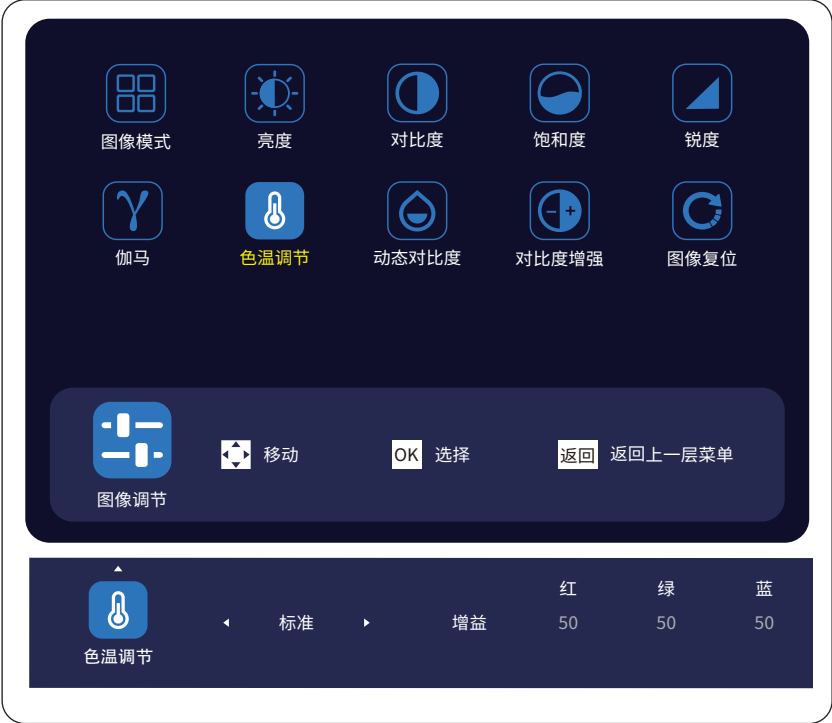 图像模式 亮度 对比度 饱和度 锐度
γ
伽马 色温调节 动态对比度 对比度增强 图像复位
移动 OK 选择 返回 返回上一层菜单
图像调节
红 绿 蓝
标准 增益 50 50 50
色温调节